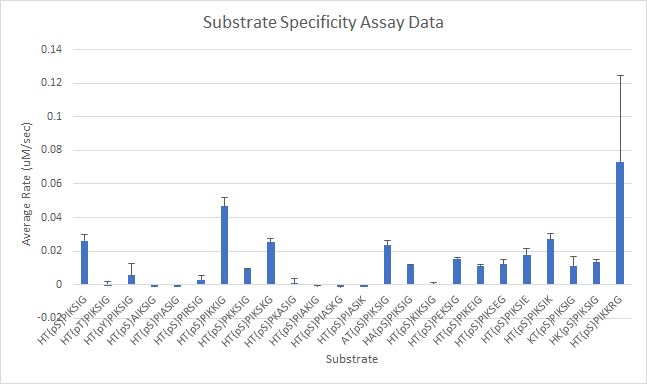 Substrate Specificity Assay Data
0.14
0.12
0.1
0.08
0.06
0.04
0.02
0
-0.02
Average Rate (uM/sec)
HT(pS)PIKSIG
HT(pT)PIKSIG
HT(pY)PIKSIG
HT(pS)AIKSIG
HT(pS)PIASIG
HT(pS)PIRSIG
HT(pS)PIKKIG
HT(pS)PKKSIG
HT(pS)PIKSKG
HT(pS)PKASIG
HT(pS)PIAKIG
HT(pS)PIASKG
HT(pS)PIASIK
AT(pS)PIKSIG
HA(pS)PIKSIG
HT(pS)KIKSIG
HT(pS)PEKSIG
HT(pS)PIKEIG
HT(pS)PIKSEG
HT(pS)PIKSIE
HT(pS)PIKSIK
KT(pS)PIKSIG
HK(pS)PIKSIG
HT(pS)PIKKRG
Substrate